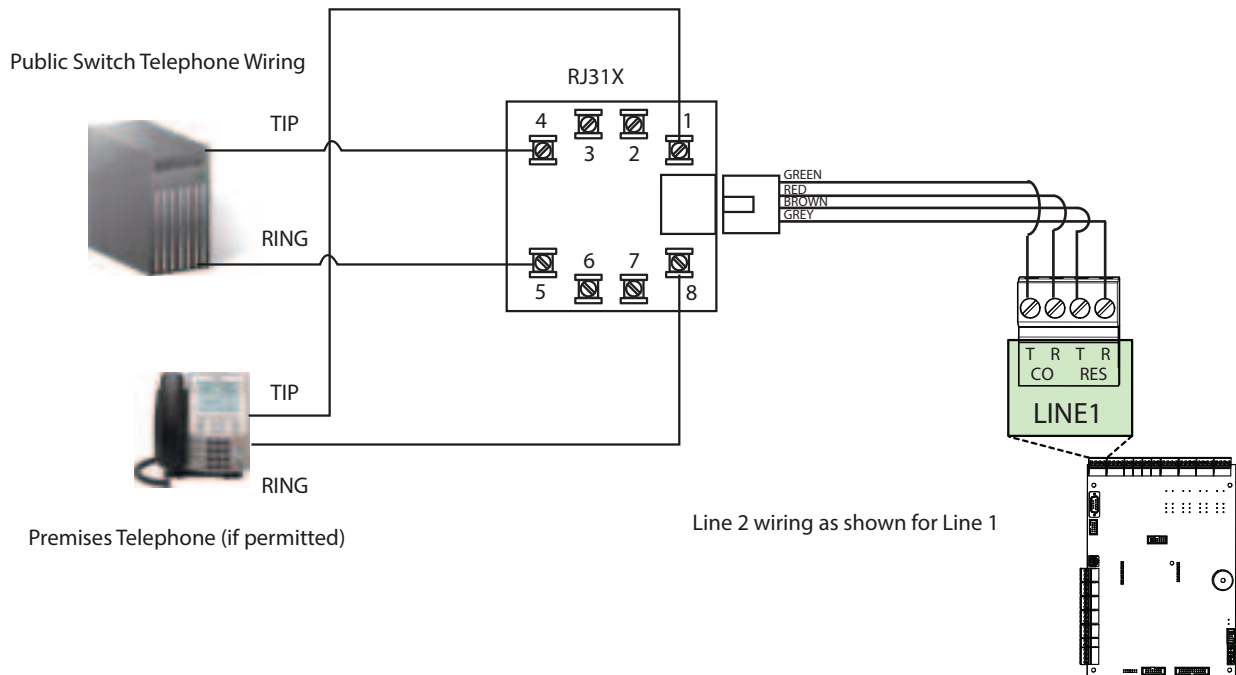 Public Switch Telephone Wiring
RJ31X
TIP
4
3
2
1
GREEN
RED
BROWN
GREY
RING
5
6
7
8
T R T R
CO RES
LINE1
TIP
RING
Premises Telephone (if permitted)
Line 2 wiring as shown for Line 1